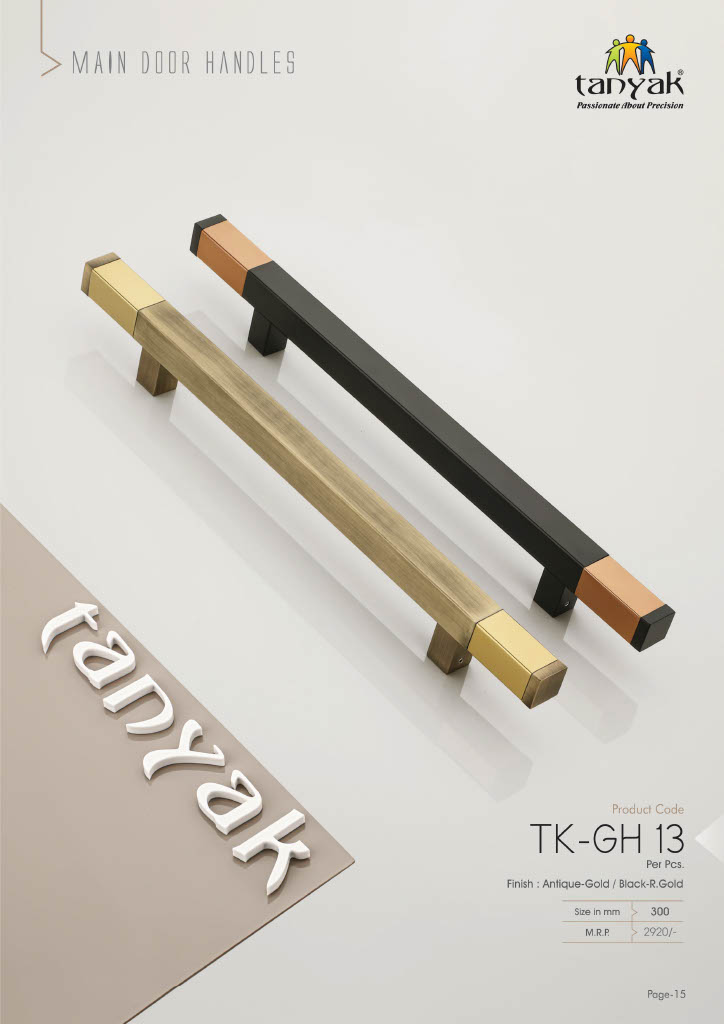 MAIN DOOR HANDLES
tanyak®
Passionate About Precision
tanyak
Product Code
TK-GH 13
Per Pcs.
Finish : Antique-Gold / Black-R.Gold
Size in mm 300
M.R.P. 2920/-
Page-15